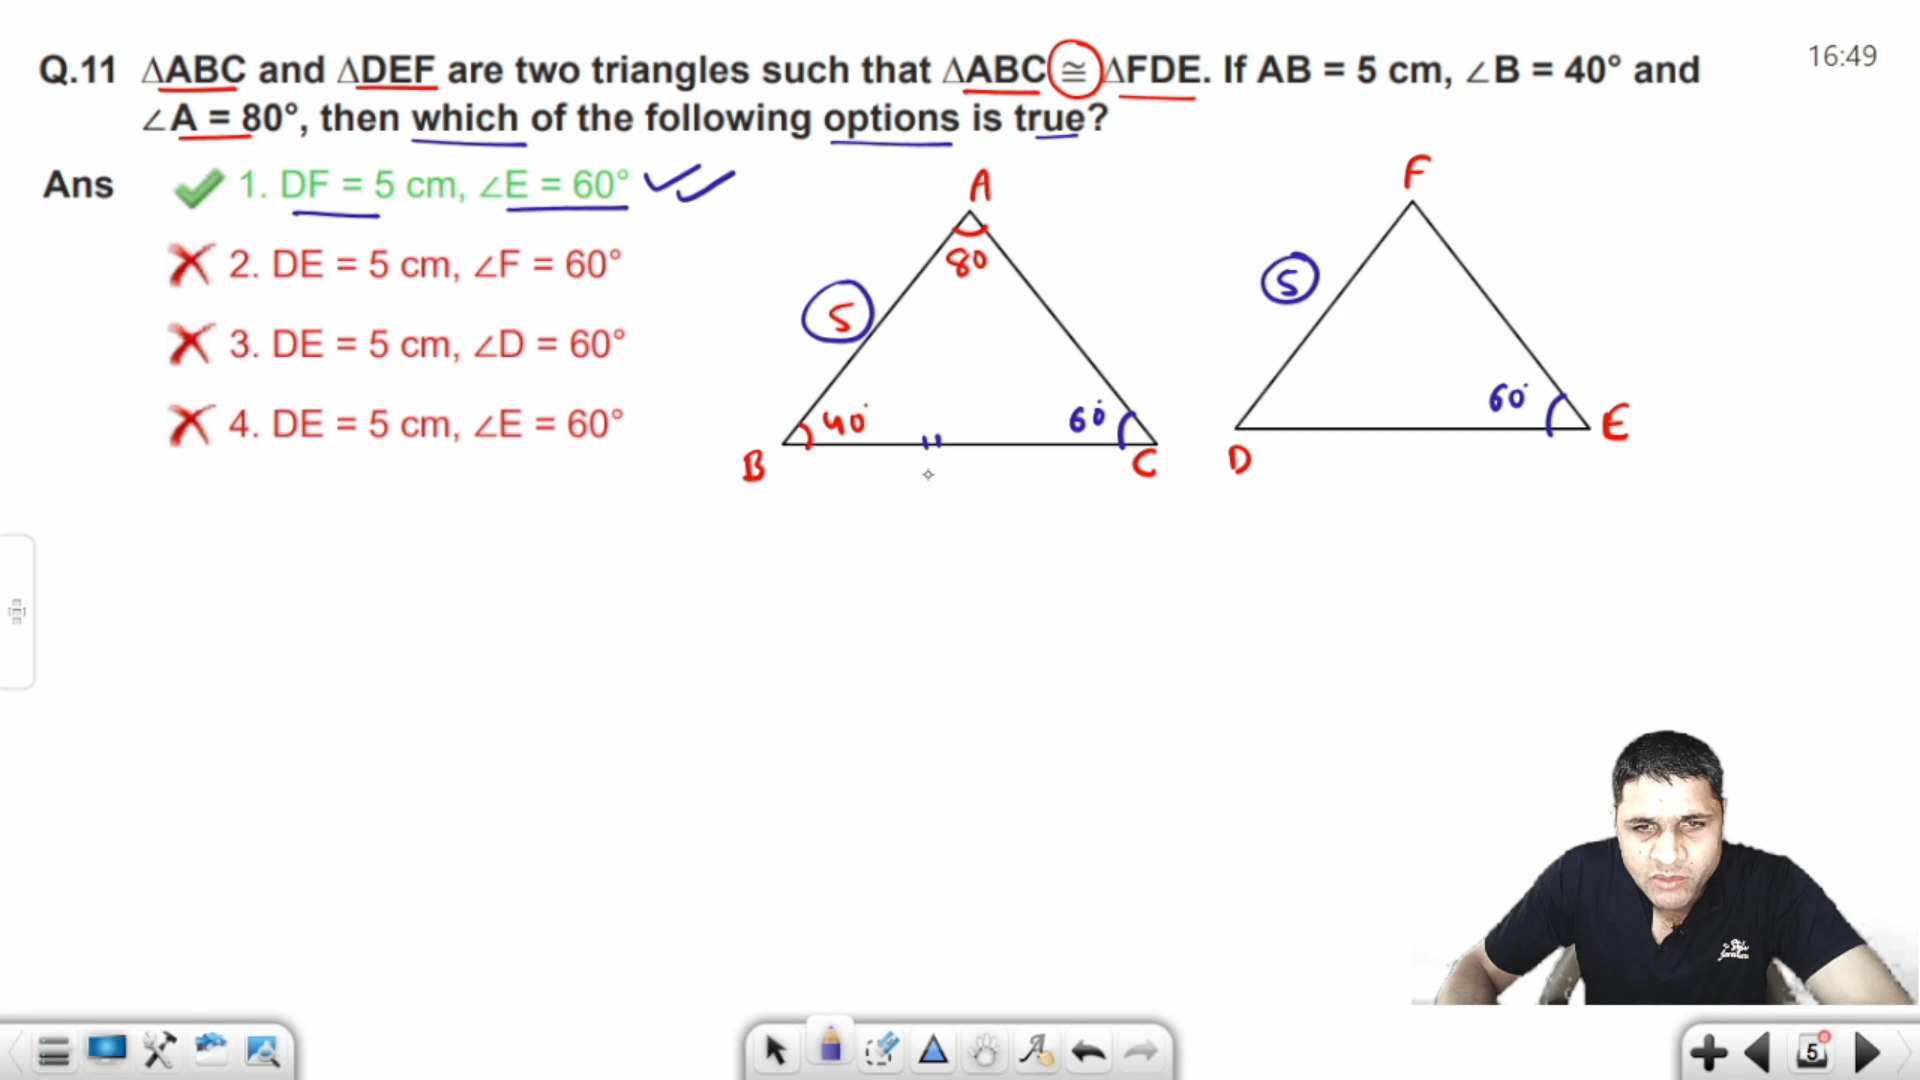 Q.11 ΔABC and ΔDEF are two triangles such that ΔABC ≅ ΔFDE. If AB = 5 cm, ∠B = 40° and
∠A = 80°, then which of the following options is true?
16:49
Ans
1. DF = 5 cm, ∠E = 60°
2. DE = 5 cm, ∠F = 60°
3. DE = 5 cm, ∠D = 60°
4. DE = 5 cm, ∠E = 60°
A
80
5
40°
60°
B
C
F
5
60°
D
E
5
0